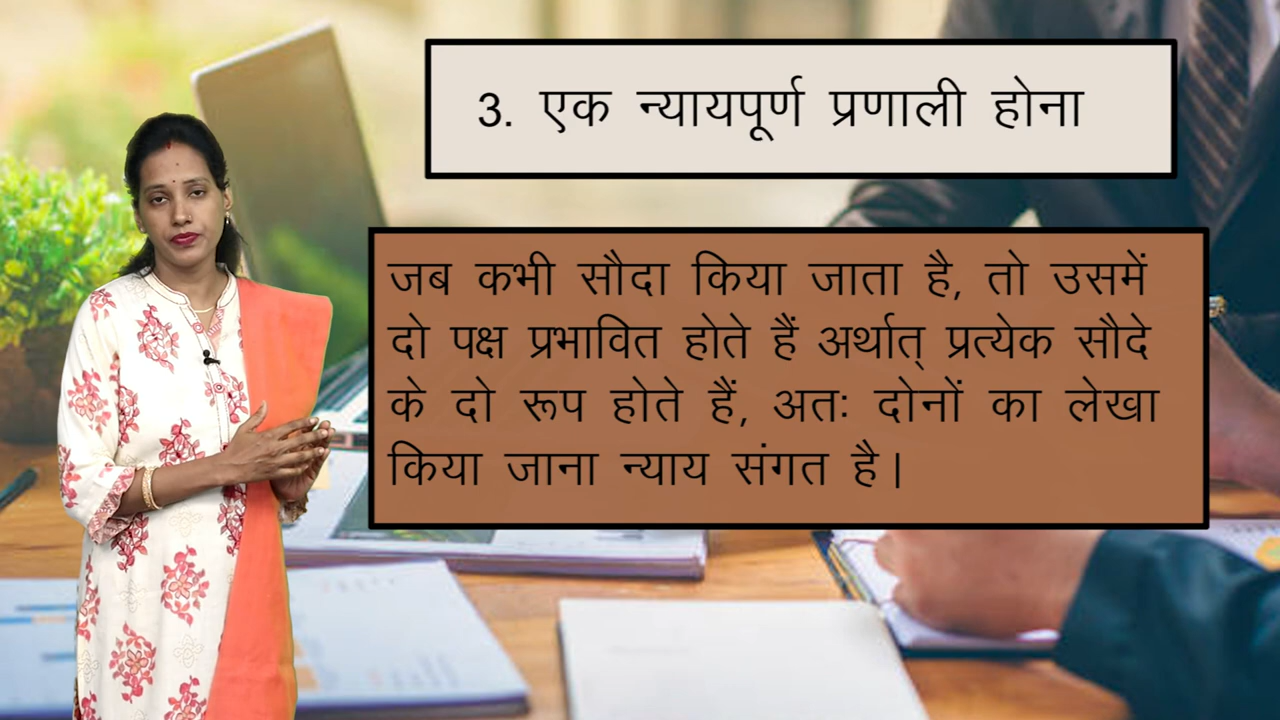 3. एक न्यायपूर्ण प्रणाली होना
जब कभी सौदा किया जाता है, तो उसमें
दो पक्ष प्रभावित होते हैं अर्थात् प्रत्येक सौदे
के दो रूप होते हैं, अतः दोनों का लेखा
किया जाना न्याय संगत है।